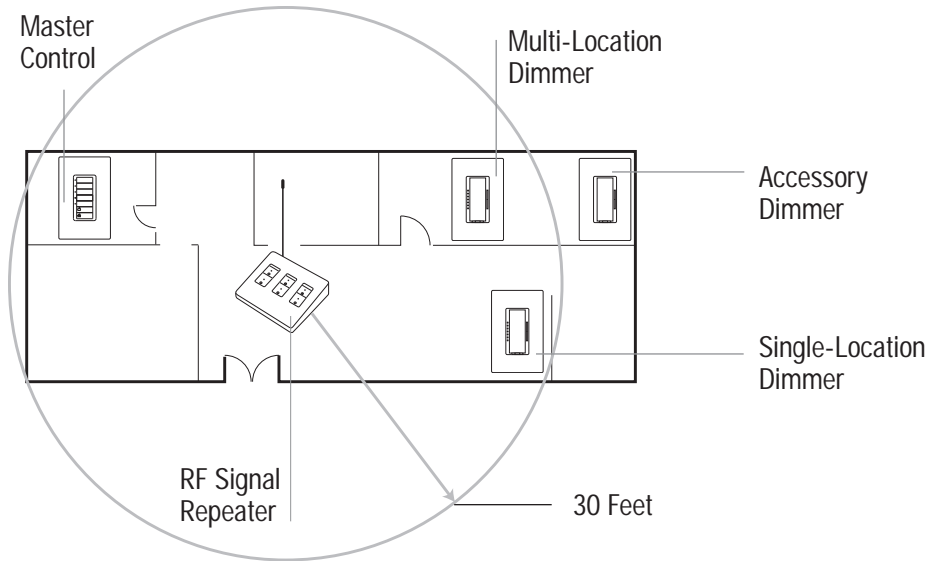 Master
Control
Multi-Location
Dimmer
Accessory
Dimmer
Single-Location
Dimmer
RF Signal
Repeater
30 Feet